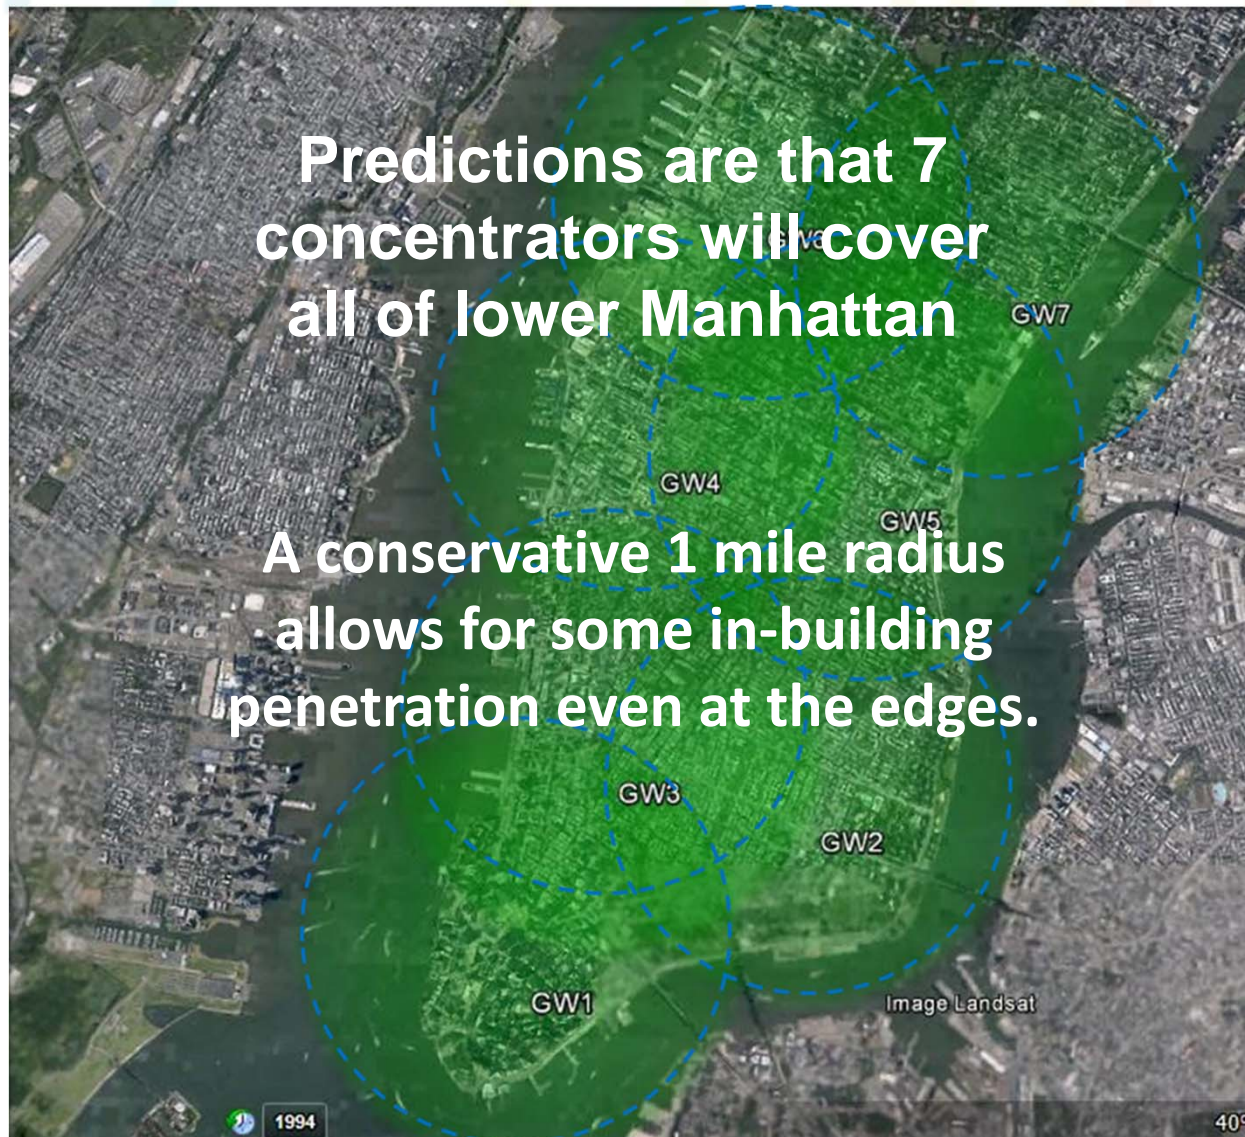 Predictions are that 7
concentrators will cover
all of lower Manhattan
GW7
GW4
GW5
A conservative 1 mile radius
allows for some in-building
penetration even at the edges.
GW3
GW2
GW1
Image Landsat
1994